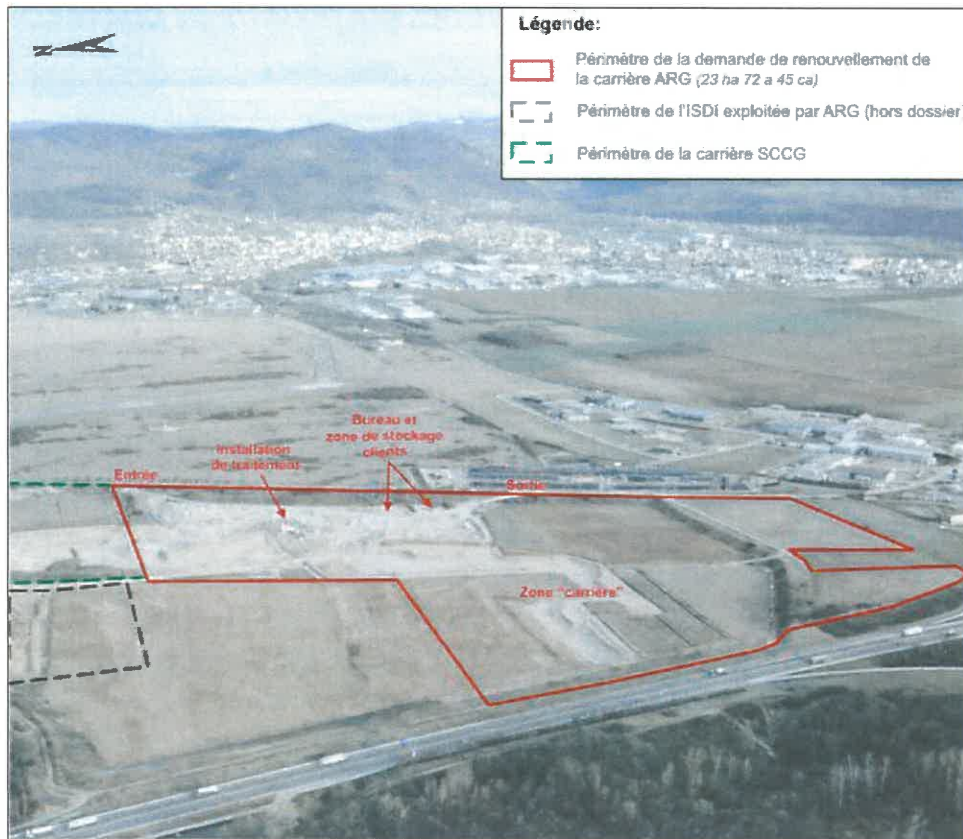 Légende:
Périmètre de la demande de renouvellement de
la carrière ARG (23 ha 72 a 45 ca)
Périmètre de l'ISDI exploitée par ARG (hors dossier)
Périmètre de la carrière SCCG
N
Bureau et
zone de stockage
clients
Installation
de traitement
Entrée
Sortie
Zone "carrière"